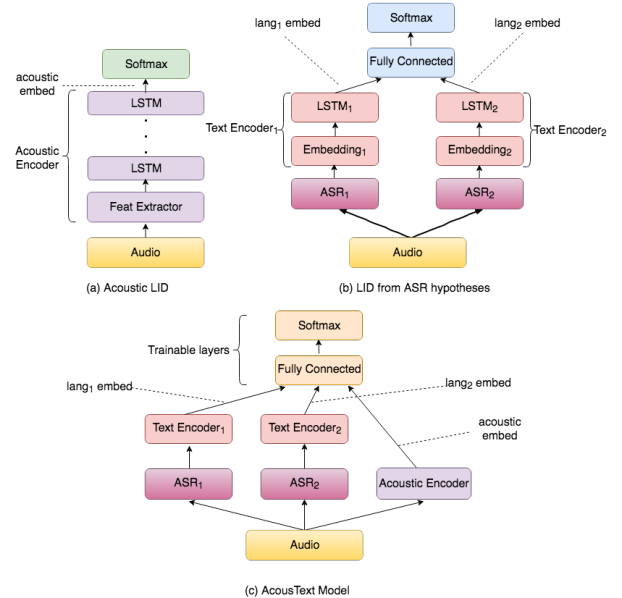 Softmax
acoustic
embed
LSTM
.
.
.
Acoustic
Encoder
LSTM
Feat Extractor
Audio
(a) Acoustic LID
Softmax
lang1 embed
lang2 embed
Fully Connected
LSTM1
LSTM2
Text Encoder1
Text Encoder2
Embedding1
Embedding2
ASR1
ASR2
Audio
(b) LID from ASR hypotheses
Softmax
Trainable layers
Fully Connected
lang1 embed
lang2 embed
Text Encoder1
Text Encoder2
acoustic
embed
ASR1
ASR2
Acoustic Encoder
Audio
(c) AcousText Model